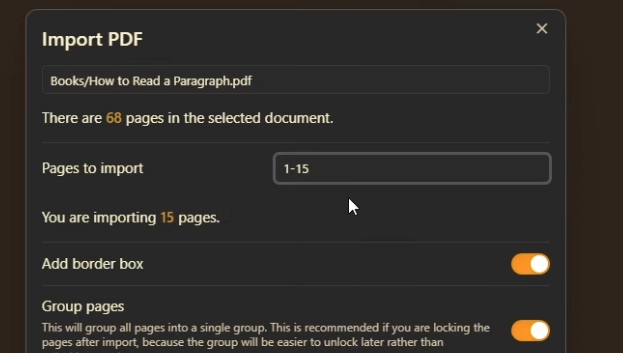 Import PDF
Books/How to Read a Paragraph.pdf
There are 68 pages in the selected document.
Pages to import
1-15
You are importing 15 pages.
Add border box
Group pages
This will group all pages into a single group. This is recommended if you are locking the
pages after import, because the group will be easier to unlock later rather than